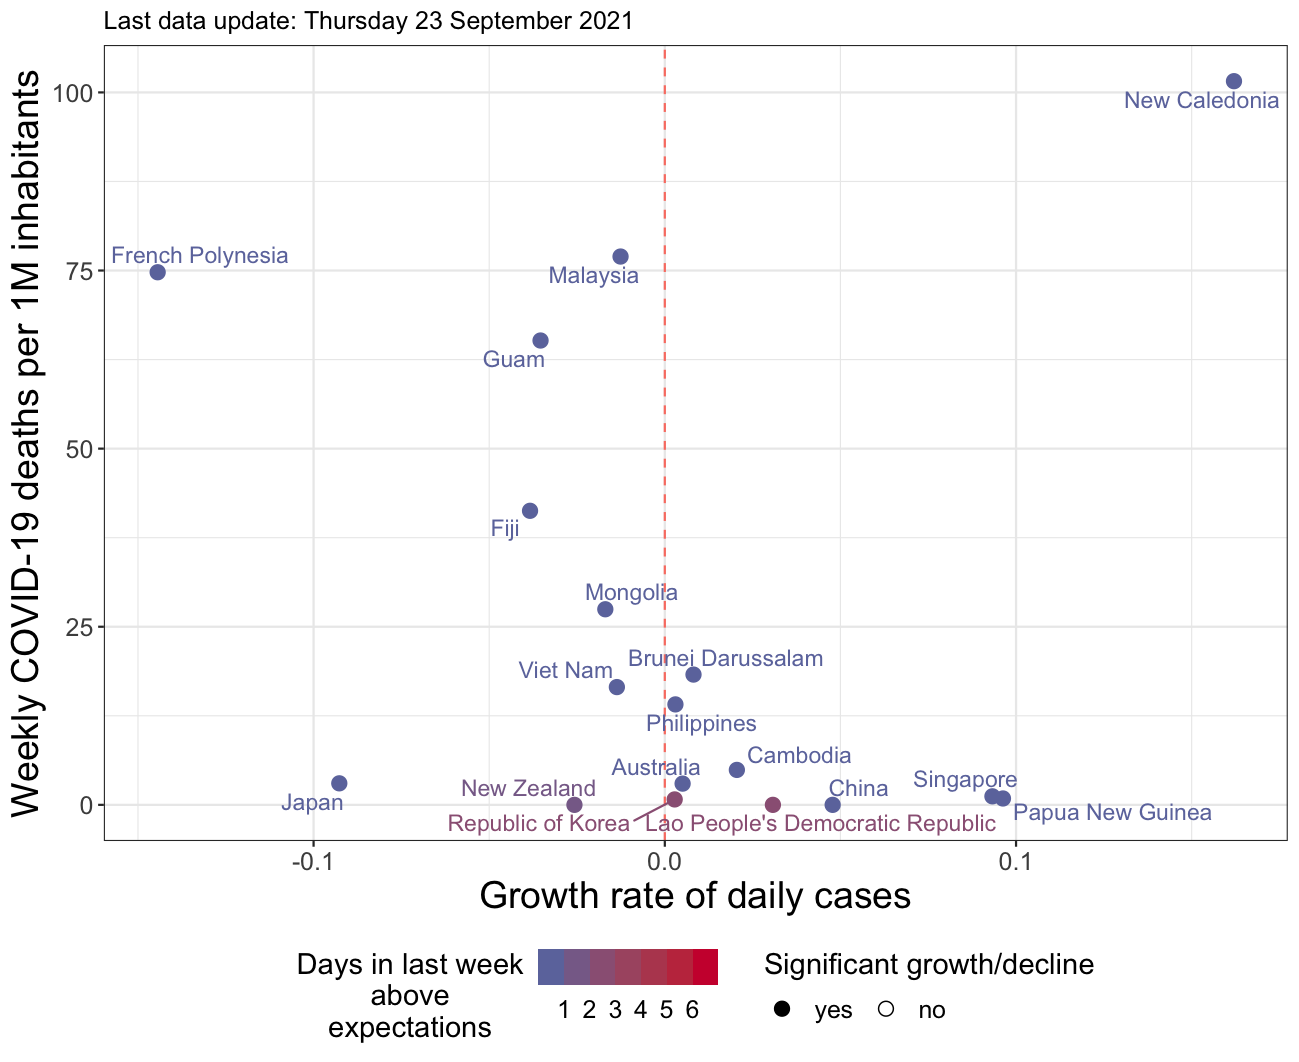 Last data update: Thursday 23 September 2021
Weekly COVID-19 deaths per 1M inhabitants
100
75
50
25
0
New Caledonia
French Polynesia
Malaysia
Guam
Fiji
Mongolia
Brunei Darussalam
Viet Nam
Philippines
Cambodia
Australia
Singapore
New Zealand
China
Japan
Papua New Guinea
Republic of Korea
Lao People's Democratic Republic
-0.1 0.0 0.1
Growth rate of daily cases
Days in last week
above
expectations
1 2 3 4 5 6
Significant growth/decline
yes no